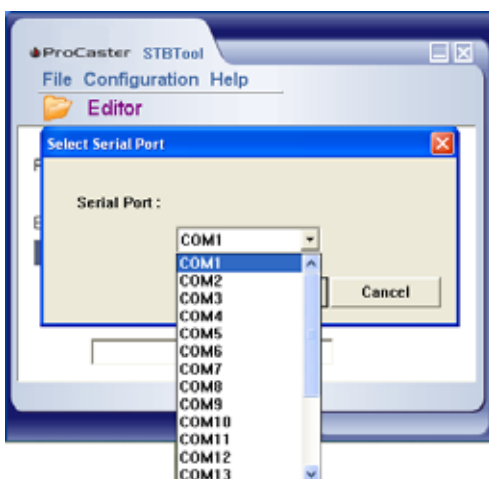 ProCaster STBTool
File Configuration Help
Editor
Select Serial Port
Serial Port :
COM1
COM1
COM2
COM3
COM4
COM5
COM6
COM7
COM8
COM9
COM10
COM11
COM12
COM13
Cancel